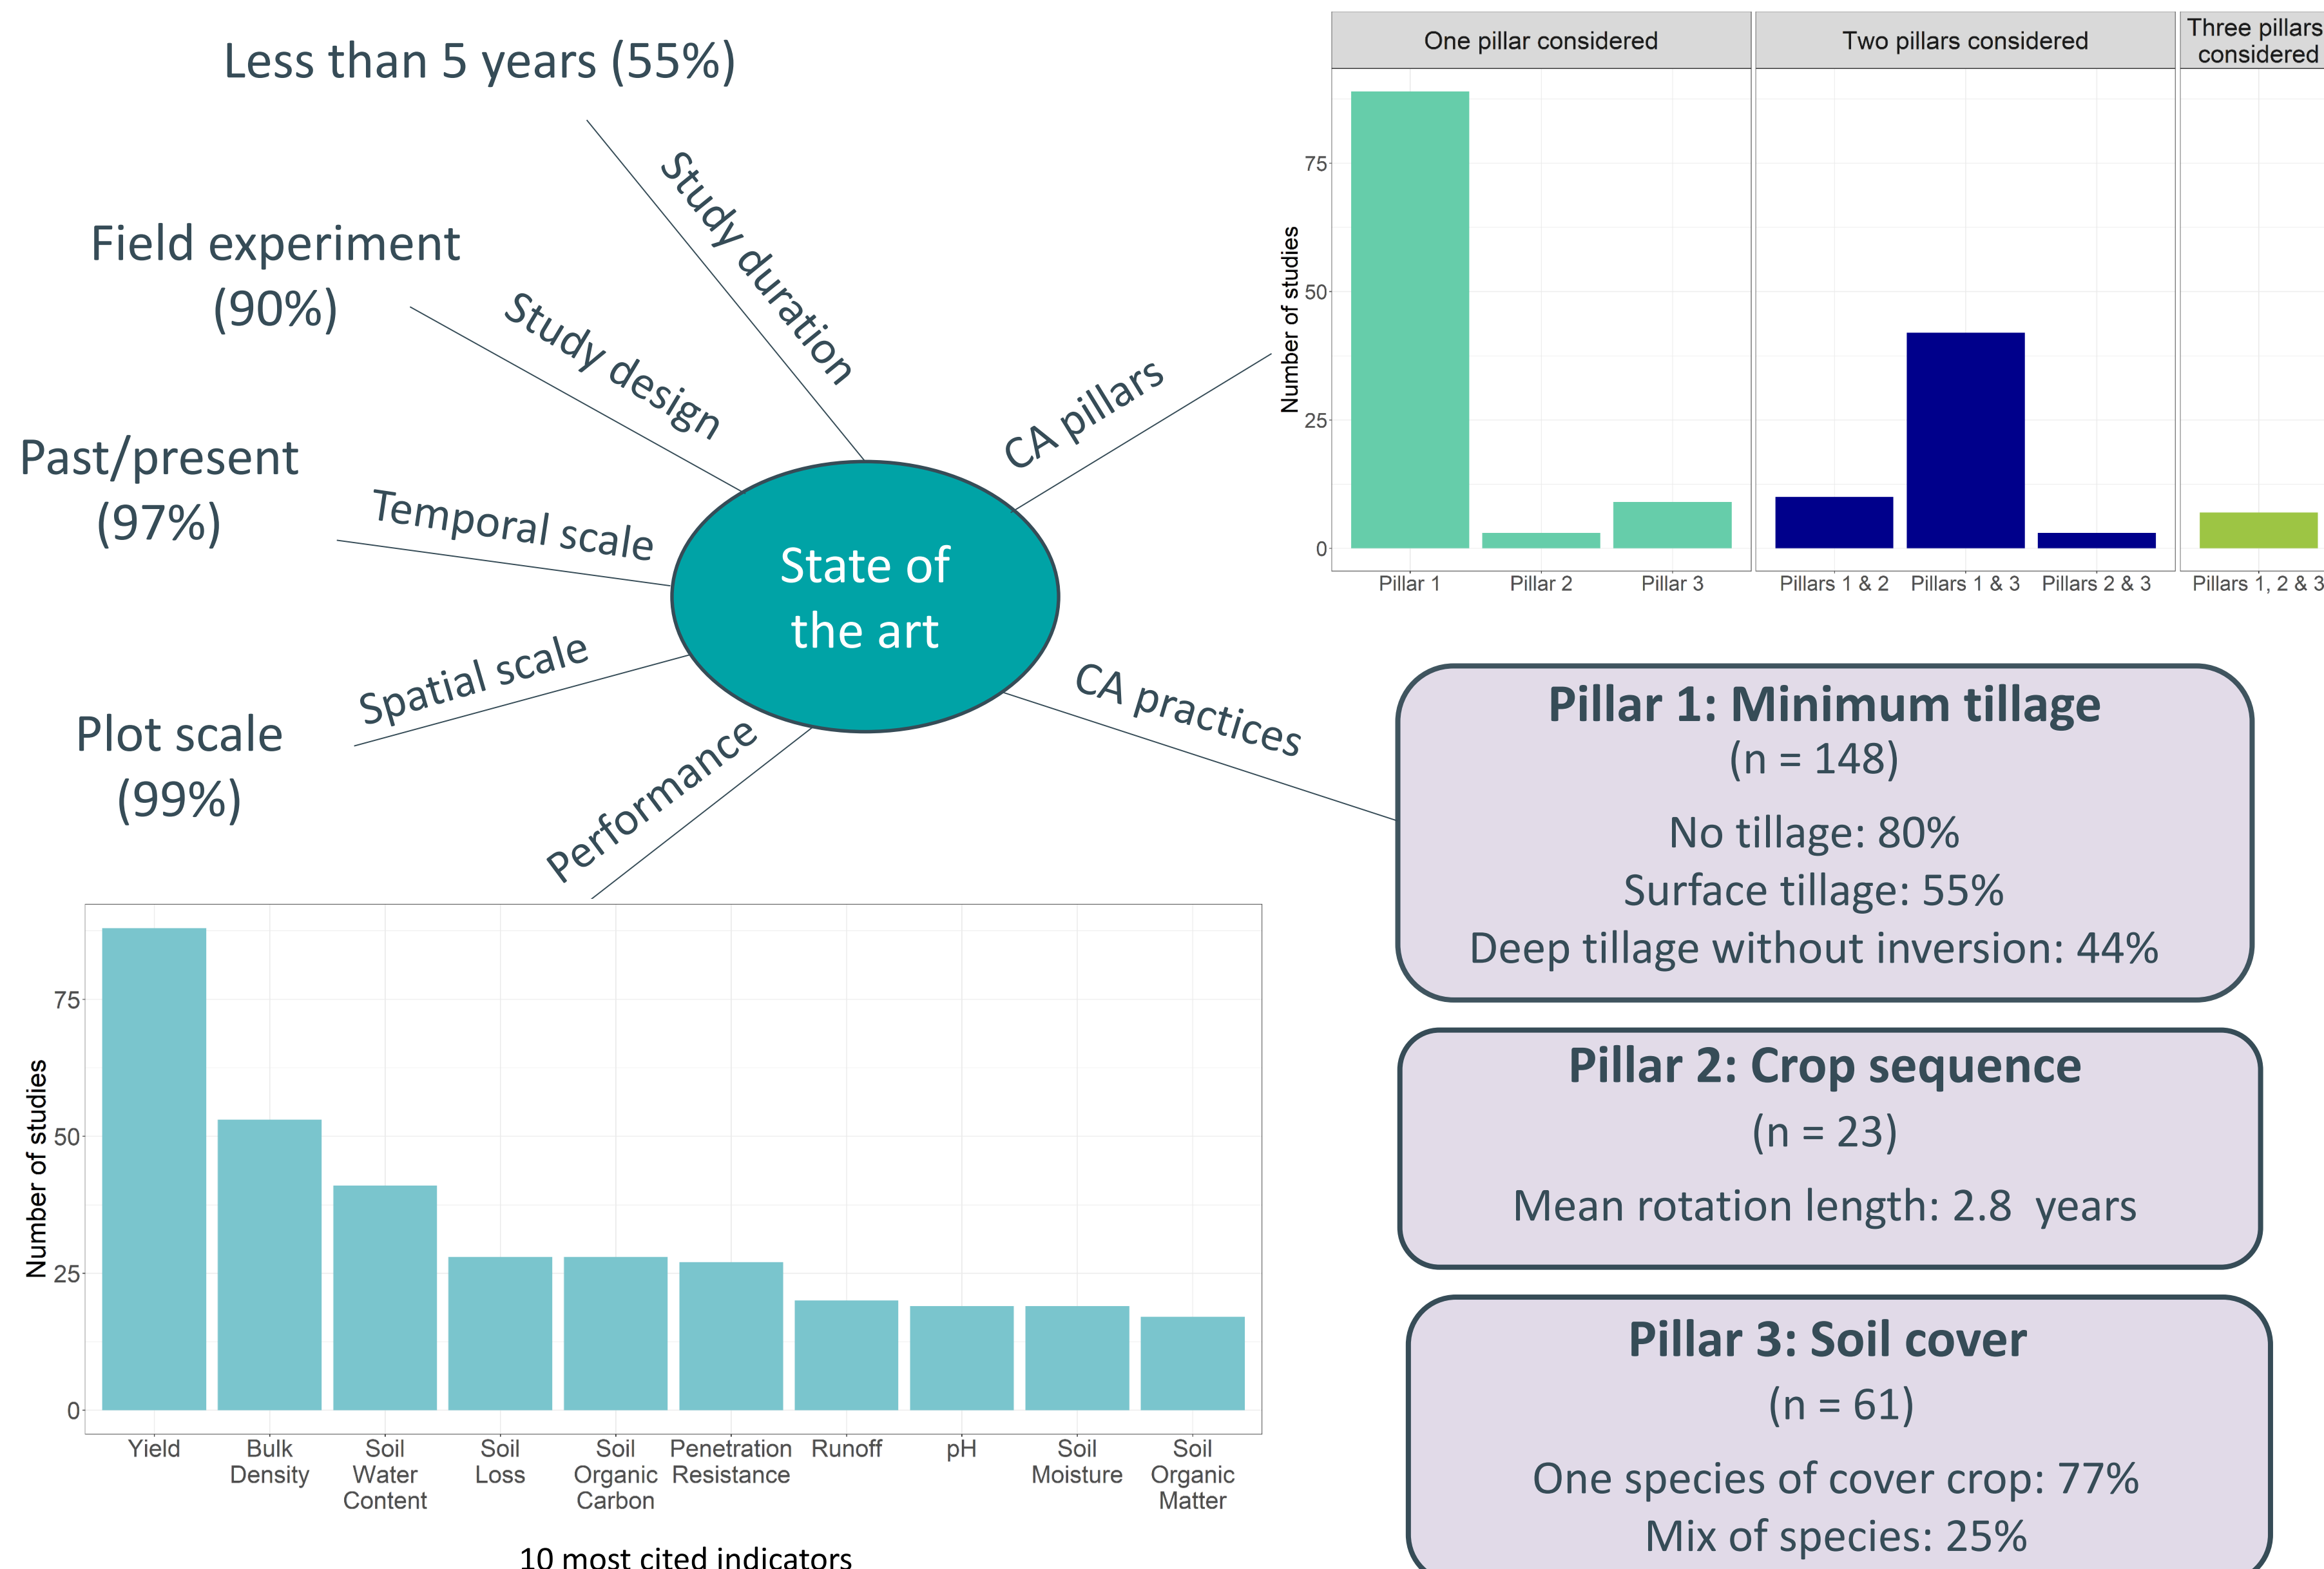 Less than 5 years (55%)
Study duration
Field experiment
(90%)
Study design
Past/present
(97%)
Temporal scale
Spatial scale
Plot scale
(99%)
Performance
State of
the art
CA pillars
CA practices
One pillar considered
Two pillars considered
Three pillars
considered
Number of studies
75
50
25
0
Pillar 1
Pillar 2
Pillar 3
Pillars 1 & 2
Pillars 1 & 3
Pillars 2 & 3
Pillars 1, 2 & 3
Pillar 1: Minimum tillage
(n = 148)
No tillage: 80%
Surface tillage: 55%
Deep tillage without inversion: 44%
Pillar 2: Crop sequence
(n = 23)
Mean rotation length: 2.8 years
Pillar 3: Soil cover
(n = 61)
One species of cover crop: 77%
Mix of species: 25%
Number of studies
75
50
25
0
Yield
Bulk
Density
Soil
Water
Content
Soil
Loss
Soil
Organic
Carbon
Penetration
Resistance
Runoff
pH
Soil
Moisture
Soil
Organic
Matter
10 most cited indicators